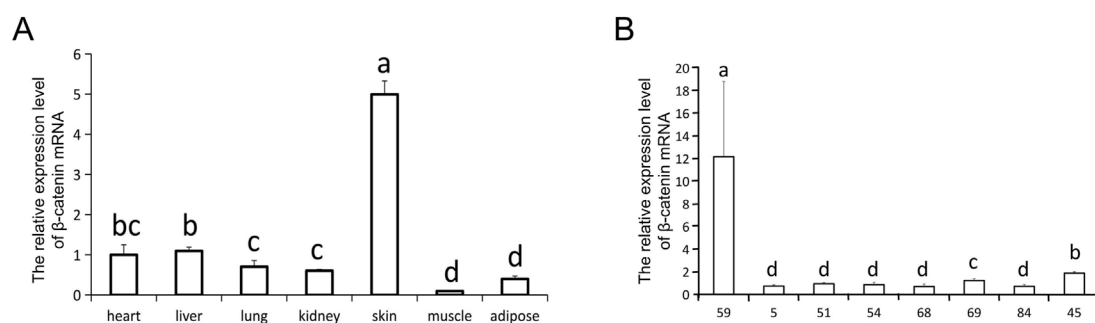 A
The relative expression level
of β-catenin mRNA
6
5
4
3
2
1
0
bc
b
c
c
a
d
d
heart liver lung kidney skin muscle adipose
B
The relative expression level
of β-catenin mRNA
20
18
16
14
12
10
8
6
4
2
0
a
d
d
d
d
c
d
b
59 5 51 54 68 69 84 45